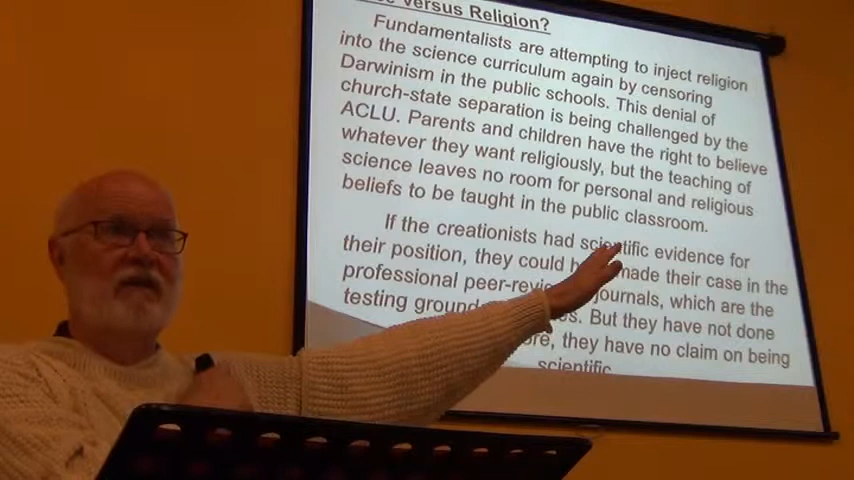 versus Religion?
Fundamentalists are attempting to inject religion
into the science curriculum again by censoring
Darwinism in the public schools. This denial of
church-state separation is being challenged by the
ACLU. Parents and children have the right to believe
whatever they want religiously, but the teaching of
science leaves no room for personal and religious
beliefs to be taught in the public classroom.
If the creationists had scientific evidence for
their position, they could made their case in the
professional journals, which are the
testing But they have not done
they have no claim on being
scientific